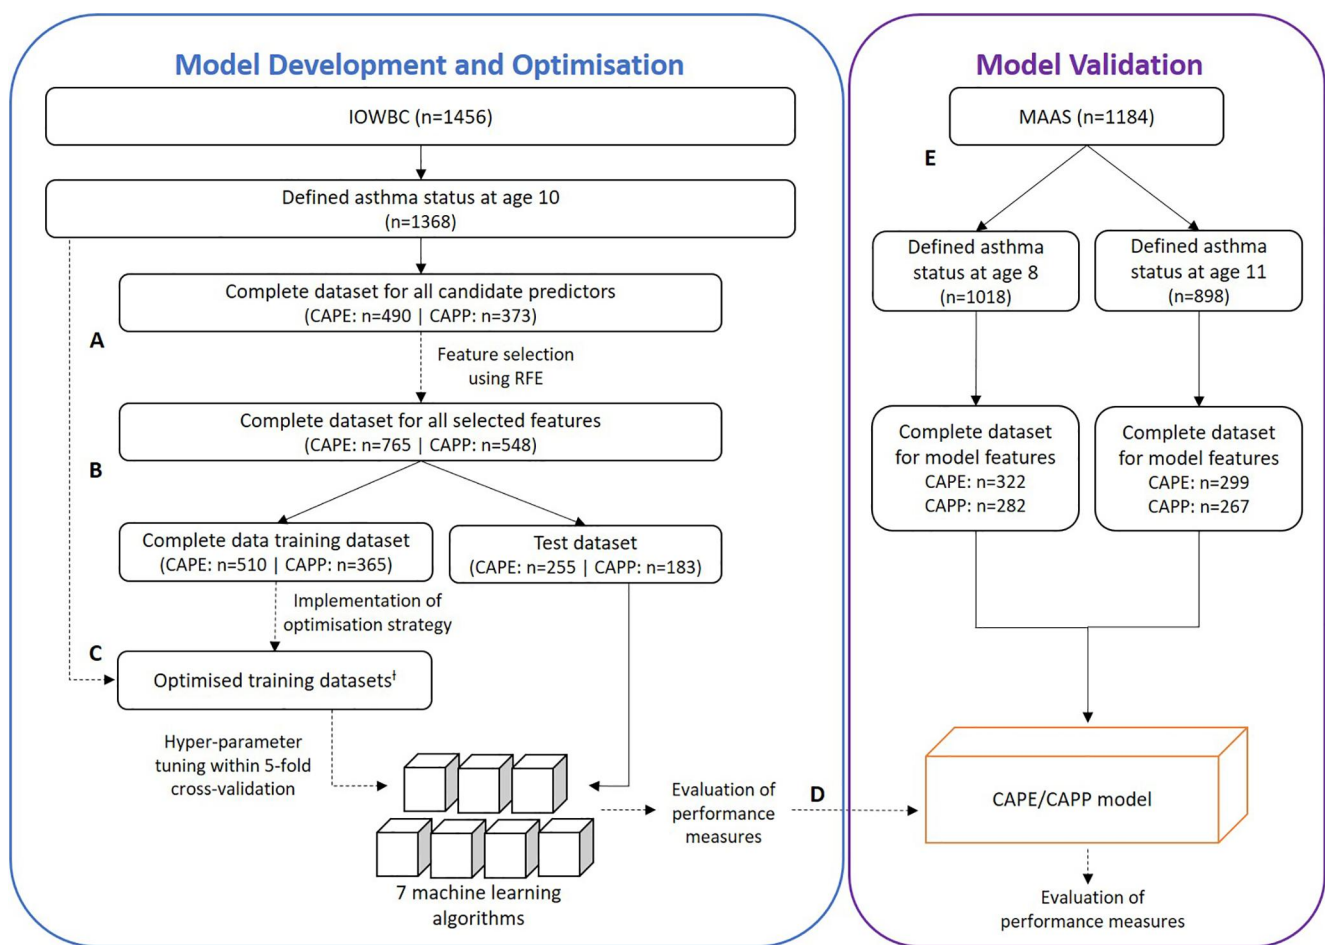 Model Development and Optimisation
IOWBC (n=1456)
Defined asthma status at age 10
(n=1368)
Complete dataset for all candidate predictors
(CAPE: n=490 | CAPP: n=373)
A
Feature selection
using RFE
Complete dataset for all selected features
(CAPE: n=765 | CAPP: n=548)
B
Complete data training dataset
(CAPE: n=510 | CAPP: n=365)
Test dataset
(CAPE: n=255 | CAPP: n=183)
Implementation of
optimisation strategy
C
Optimised training datasets†
Hyper-parameter
tuning within 5-fold
cross-validation
7 machine learning
algorithms
Evaluation of
performance
measures
D
Model Validation
MAAS (n=1184)
E
Defined asthma
status at age 8
(n=1018)
Defined asthma
status at age 11
(n=898)
Complete dataset
for model features
CAPE: n=322
CAPP: n=282
Complete dataset
for model features
CAPE: n=299
CAPP: n=267
CAPE/CAPP model
Evaluation of
performance measures